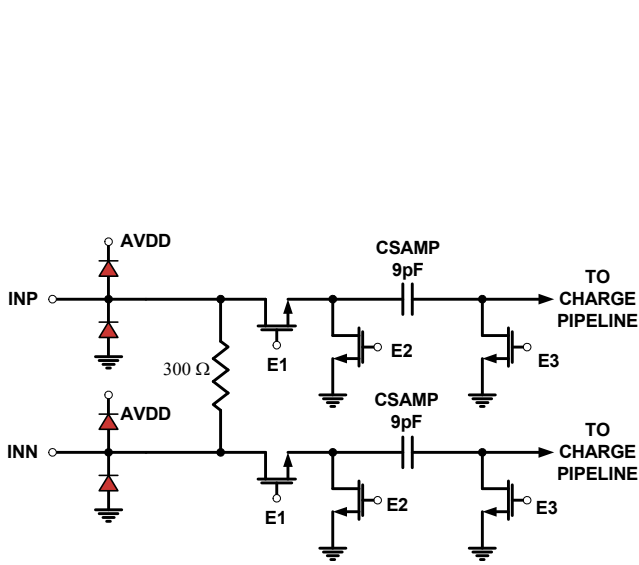 AVDD
CSAMP
9pF
INP
TO
CHARGE
PIPELINE
E1
E2
E3
300 Ω
AVDD
CSAMP
9pF
INN
TO
CHARGE
PIPELINE
E1
E2
E3